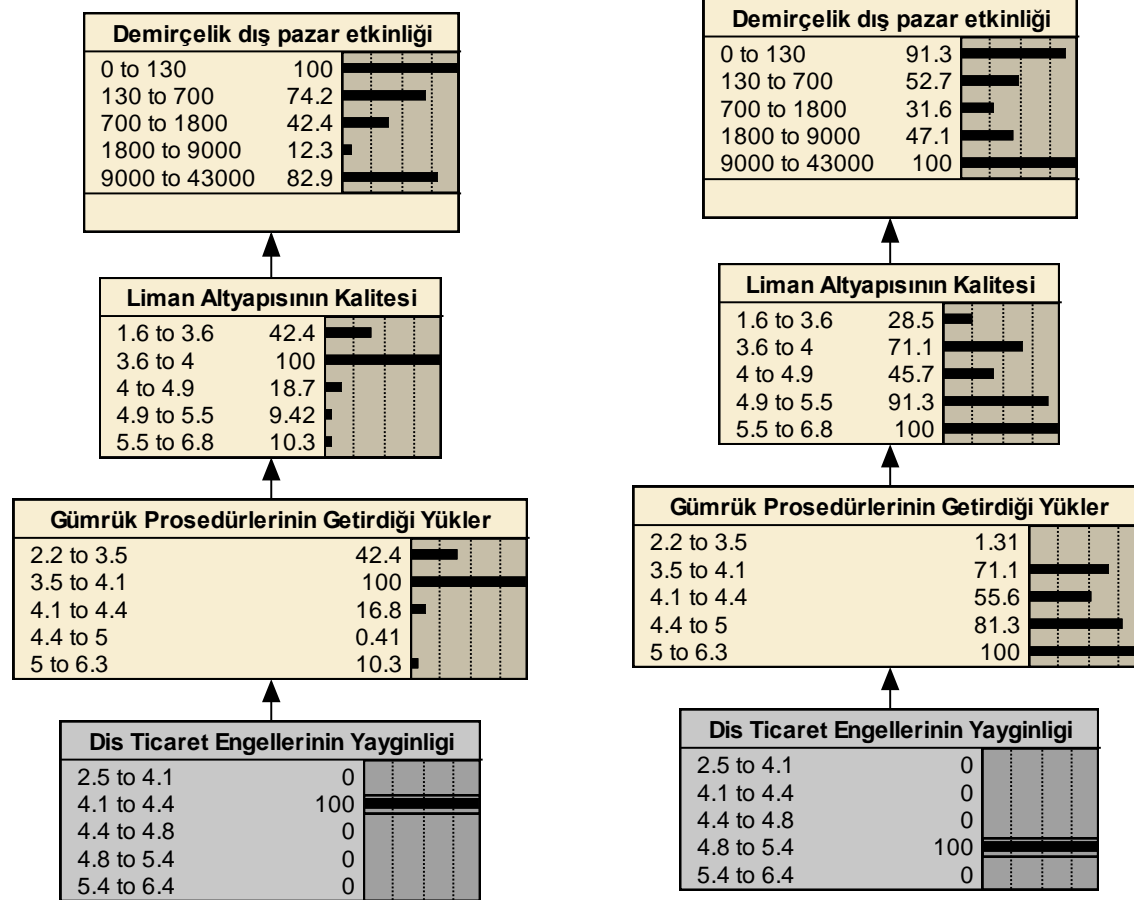 Demirçelik dış pazar etkinliği
0 to 130 100
130 to 700 74.2
700 to 1800 42.4
1800 to 9000 12.3
9000 to 43000 82.9
Liman Altyapısının Kalitesi
1.6 to 3.6 42.4
3.6 to 4 100
4 to 4.9 18.7
4.9 to 5.5 9.42
5.5 to 6.8 10.3
Gümrük Prosedürlerinin Getirdiği Yükler
2.2 to 3.5 42.4
3.5 to 4.1 100
4.1 to 4.4 16.8
4.4 to 5 0.41
5 to 6.3 10.3
Dis Ticaret Engellerinin Yayginligi
2.5 to 4.1 0
4.1 to 4.4 100
4.4 to 4.8 0
4.8 to 5.4 0
5.4 to 6.4 0
Demirçelik dış pazar etkinliği
0 to 130 91.3
130 to 700 52.7
700 to 1800 31.6
1800 to 9000 47.1
9000 to 43000 100
Liman Altyapısının Kalitesi
1.6 to 3.6 28.5
3.6 to 4 71.1
4 to 4.9 45.7
4.9 to 5.5 91.3
5.5 to 6.8 100
Gümrük Prosedürlerinin Getirdiği Yükler
2.2 to 3.5 1.31
3.5 to 4.1 71.1
4.1 to 4.4 55.6
4.4 to 5 81.3
5 to 6.3 100
Dis Ticaret Engellerinin Yayginligi
2.5 to 4.1 0
4.1 to 4.4 0
4.4 to 4.8 0
4.8 to 5.4 100
5.4 to 6.4 0